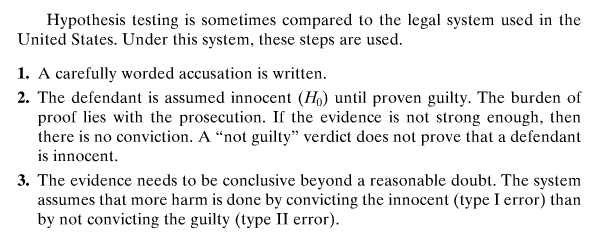 Hypothesis testing is sometimes compared to the legal system used in the
United States. Under this system, these steps are used.
1. A carefully worded accusation is written.
2. The defendant is assumed innocent (H₀) until proven guilty. The burden of
proof lies with the prosecution. If the evidence is not strong enough, then
there is no conviction. A “not guilty” verdict does not prove that a defendant
is innocent.
3. The evidence needs to be conclusive beyond a reasonable doubt. The system
assumes that more harm is done by convicting the innocent (type I error) than
by not convicting the guilty (type II error).